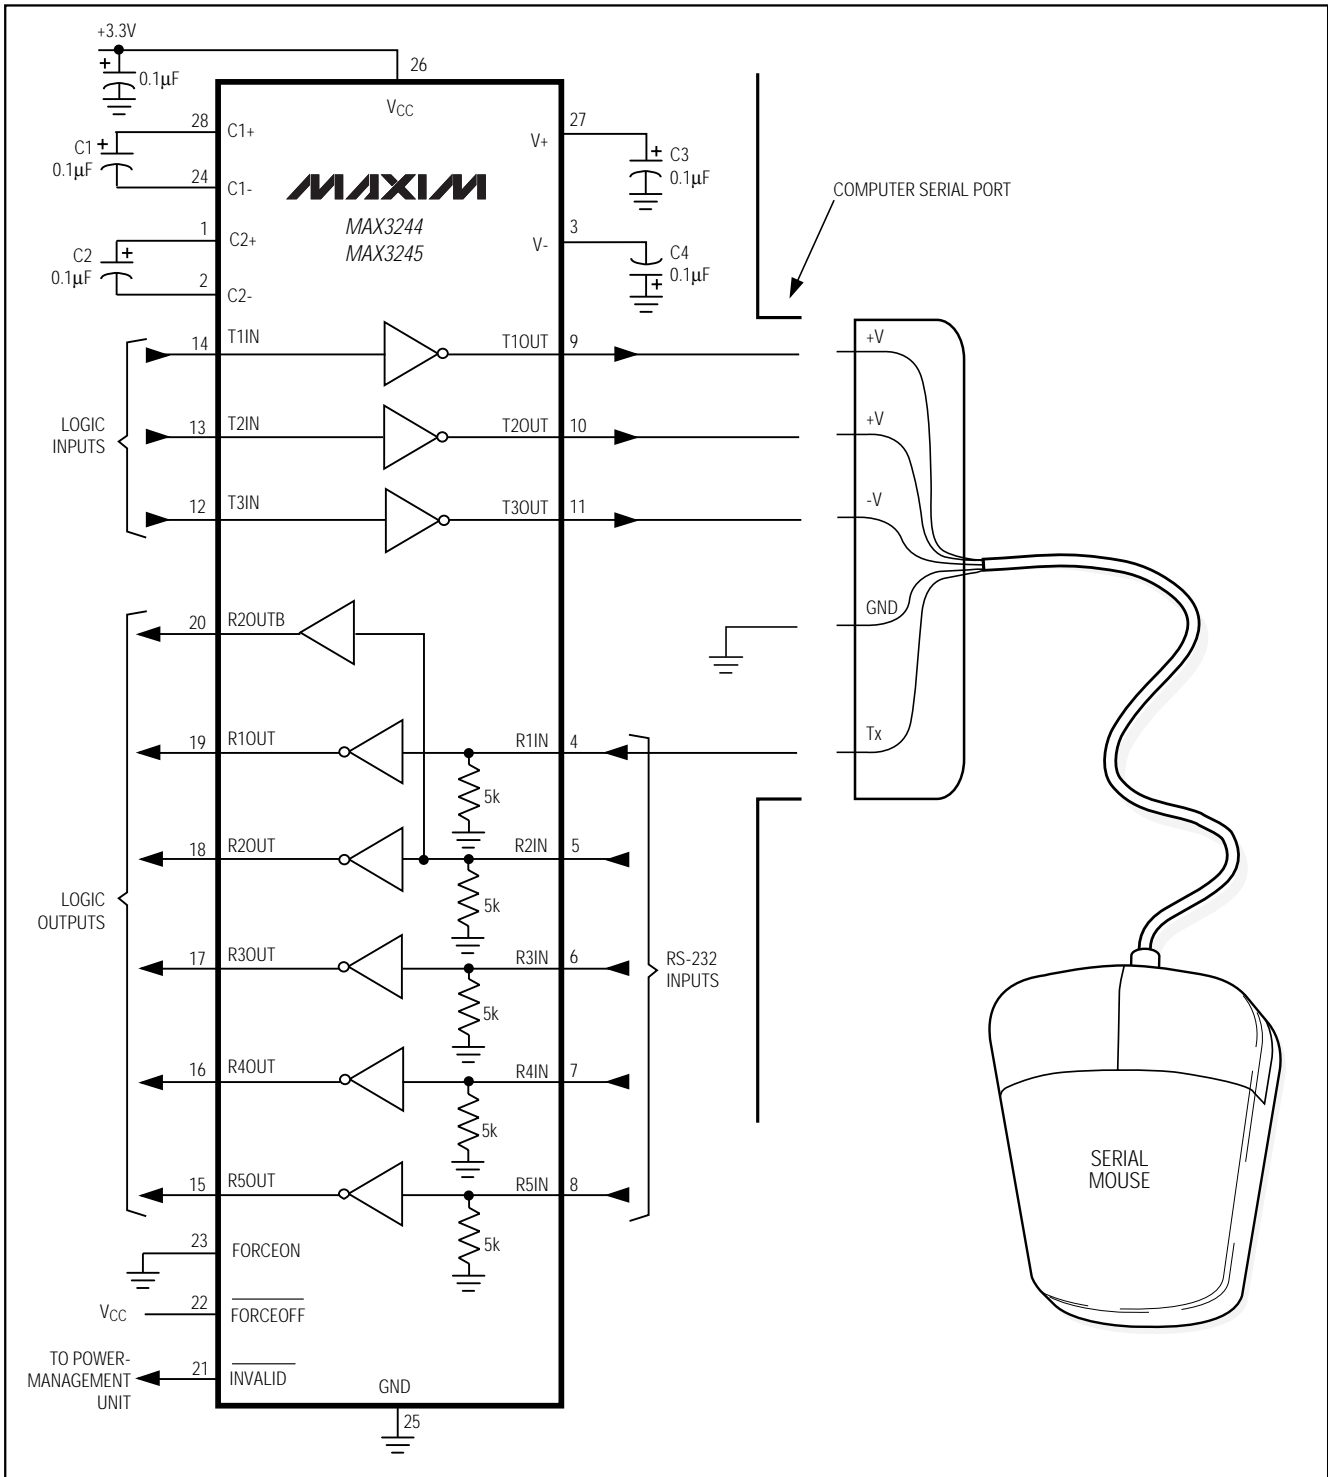 +3.3V
+
0.1µF
26
VCC
28
C1+
C1
+
0.1µF
24
C1-
1
C2+
C2
+
0.1µF
2
C2-
MAXIM
MAX3244
MAX3245
27
V+
+
C3
0.1µF
3
V-
C4
0.1µF
+
COMPUTER SERIAL PORT
LOGIC
INPUTS
14
T1IN
T1OUT
9
13
T2IN
T2OUT
10
12
T3IN
T3OUT
11
+V
+V
-V
GND
Tx
LOGIC
OUTPUTS
20
R2OUTB
19
R1OUT
R1IN
4
5k
18
R2OUT
R2IN
5
5k
17
R3OUT
R3IN
6
5k
16
R4OUT
R4IN
7
5k
15
R5OUT
R5IN
8
5k
RS-232
INPUTS
23
FORCEON
VCC
22
FORCEOFF
TO POWER-
MANAGEMENT
UNIT
21
INVALID
GND
25
SERIAL
MOUSE